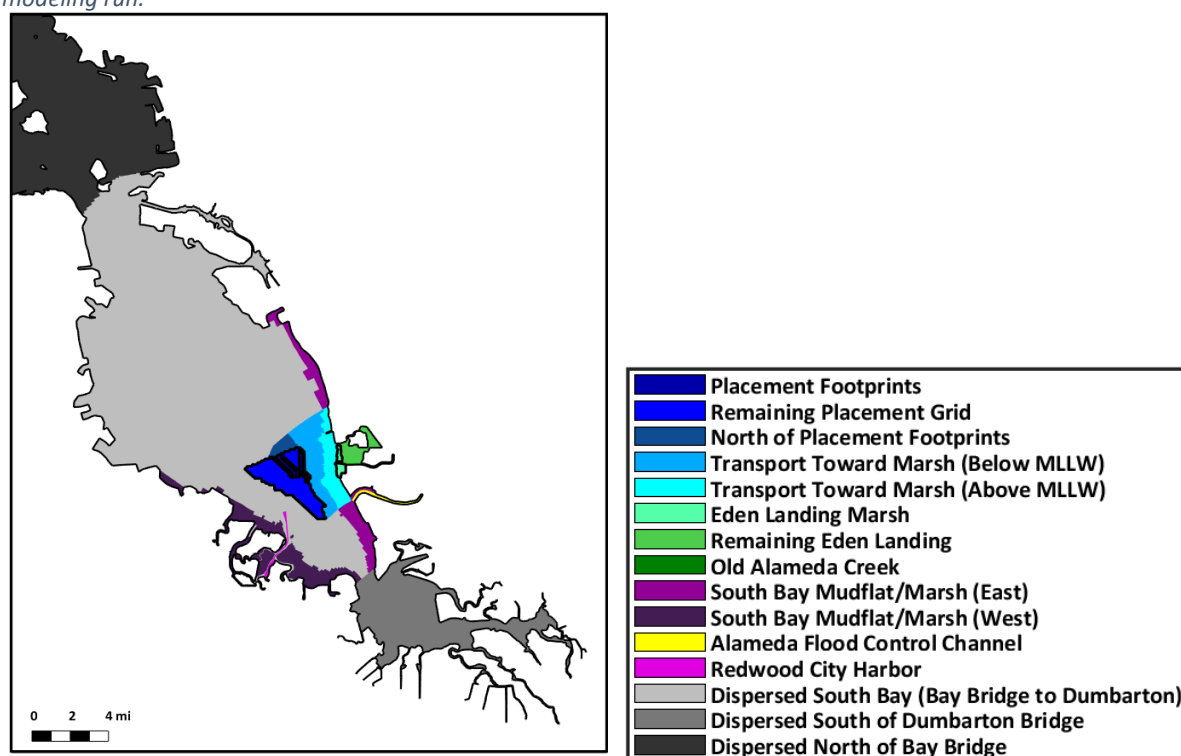 modeling run.
Placement Footprints
Remaining Placement Grid
North of Placement Footprints
Transport Toward Marsh (Below MLLW)
Transport Toward Marsh (Above MLLW)
Eden Landing Marsh
Remaining Eden Landing
Old Alameda Creek
South Bay Mudflat/Marsh (East)
South Bay Mudflat/Marsh (West)
Alameda Flood Control Channel
Redwood City Harbor
Dispersed South Bay (Bay Bridge to Dumbarton)
Dispersed South of Dumbarton Bridge
Dispersed North of Bay Bridge
0 2 4 mi